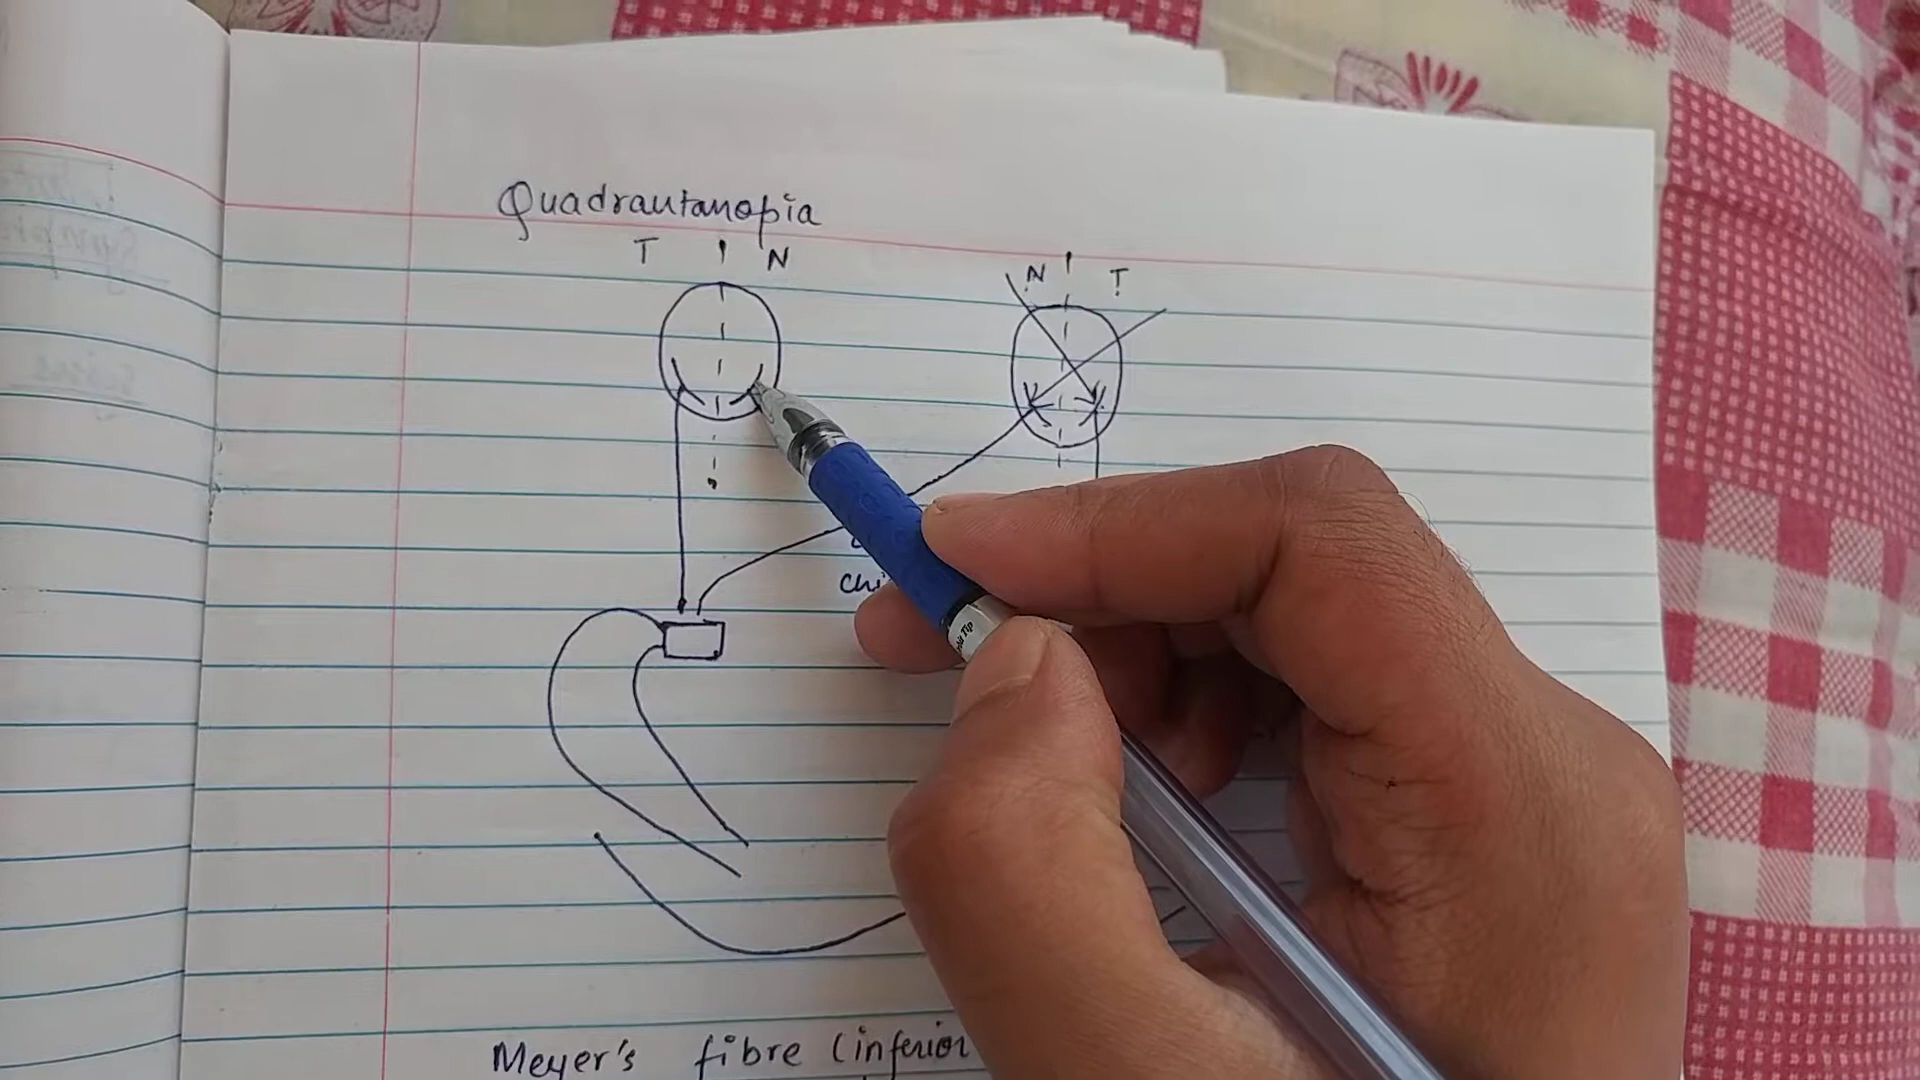 Quadrantanopia
T N
N T
Meyer's fibre (inferior